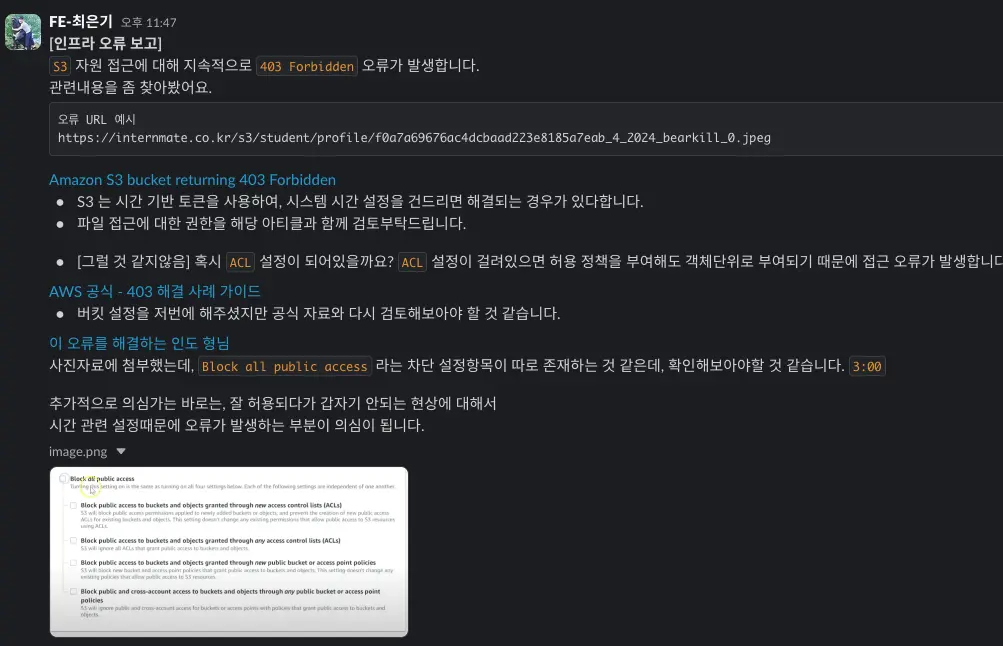 FE-최은기 오후 11:47
[인프라 오류 보고]
S3 자원 접근에 대해 지속적으로 403 Forbidden 오류가 발생합니다.
관련내용을 좀 찾아봤어요.
오류 URL 예시
https://internmate.co.kr/s3/student/profile/f0a7a69676ac4dcbaad223e8185a7eab_4_2024_bearkill_0.jpeg
Amazon S3 bucket returning 403 Forbidden
● S3 는 시간 기반 토큰을 사용하여, 시스템 시간 설정을 건드리면 해결되는 경우가 있다합니다.
● 파일 접근에 대한 권한을 해당 아티클과 함께 검토부탁드립니다.
● [그럴 것 같지않음] 혹시 ACL 설정이 되어있을까요? ACL 설정이 걸려있으면 허용 정책을 부여해도 객체단위로 부여되기 때문에 접근 오류가 발생합니다
AWS 공식 - 403 해결 사례 가이드
● 버킷 설정을 저번에 해주셨지만 공식 자료와 다시 검토해보아야 할 것 같습니다.
이 오류를 해결하는 인도 형님
사진자료에 첨부했는데, Block all public access 라는 차단 설정항목이 따로 존재하는 것 같은데, 확인해보아야할 것 같습니다. 3:00
추가적으로 의심가는 바로는, 잘 허용되다가 갑자기 안되는 현상에 대해서
시간 관련 설정때문에 오류가 발생하는 부분이 의심이 됩니다.
image.png
Block all public access
Turning this setting on is the same as turning on all four settings below. Each of the following settings are independent of one another.
Block public access to buckets and objects granted through new access control lists (ACLs)
S3 will block public access permissions applied to newly added buckets or objects, and prevent the creation of new public access
ACLs for existing buckets and objects. This setting doesn't change any existing permissions that allow public access to S3 resources
using ACLs.
Block public access to buckets and objects granted through any access control lists (ACLs)
S3 will ignore all ACLs that grant public access to buckets and objects.
Block public access to buckets and objects granted through new public bucket or access point policies
S3 will block new bucket and access point policies that grant public access to buckets and objects. This setting doesn't change any
existing policies that allow public access to S3 resources.
Block public and cross-account access to buckets and objects through any public bucket or access point
policies
S3 will ignore public and cross-account access for buckets or access points with policies that grant public access to buckets and
objects.